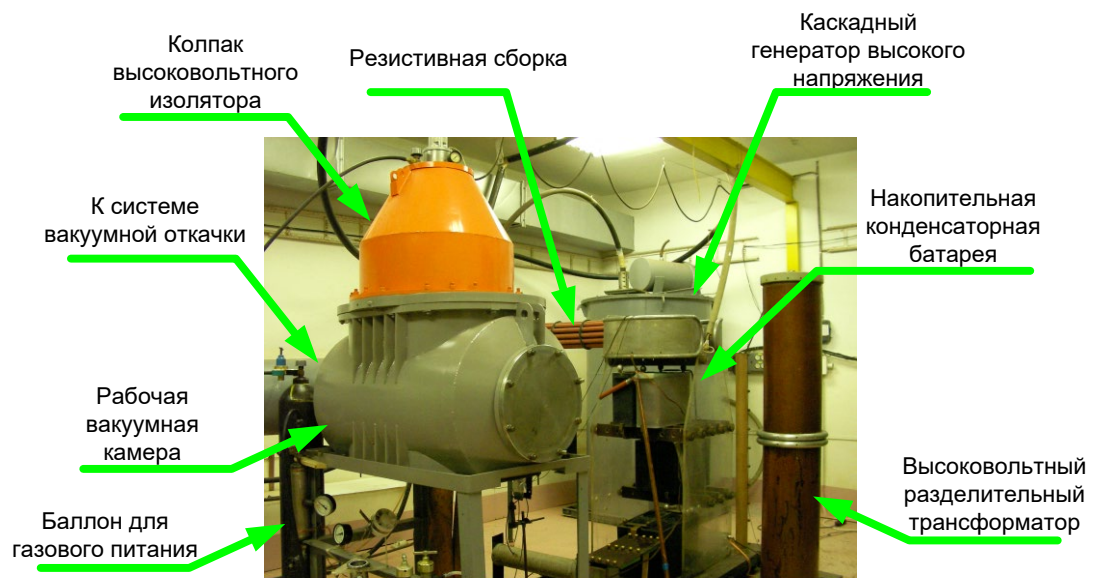 Каскадный
генератор высокого
напряжения
Колпак
высоковольтного
изолятора
Резистивная сборка
К системе
вакуумной откачки
Накопительная
конденсаторная
батарея
Рабочая
вакуумная
камера
Высоковольтный
разделительный
трансформатор
Баллон для
газового питания